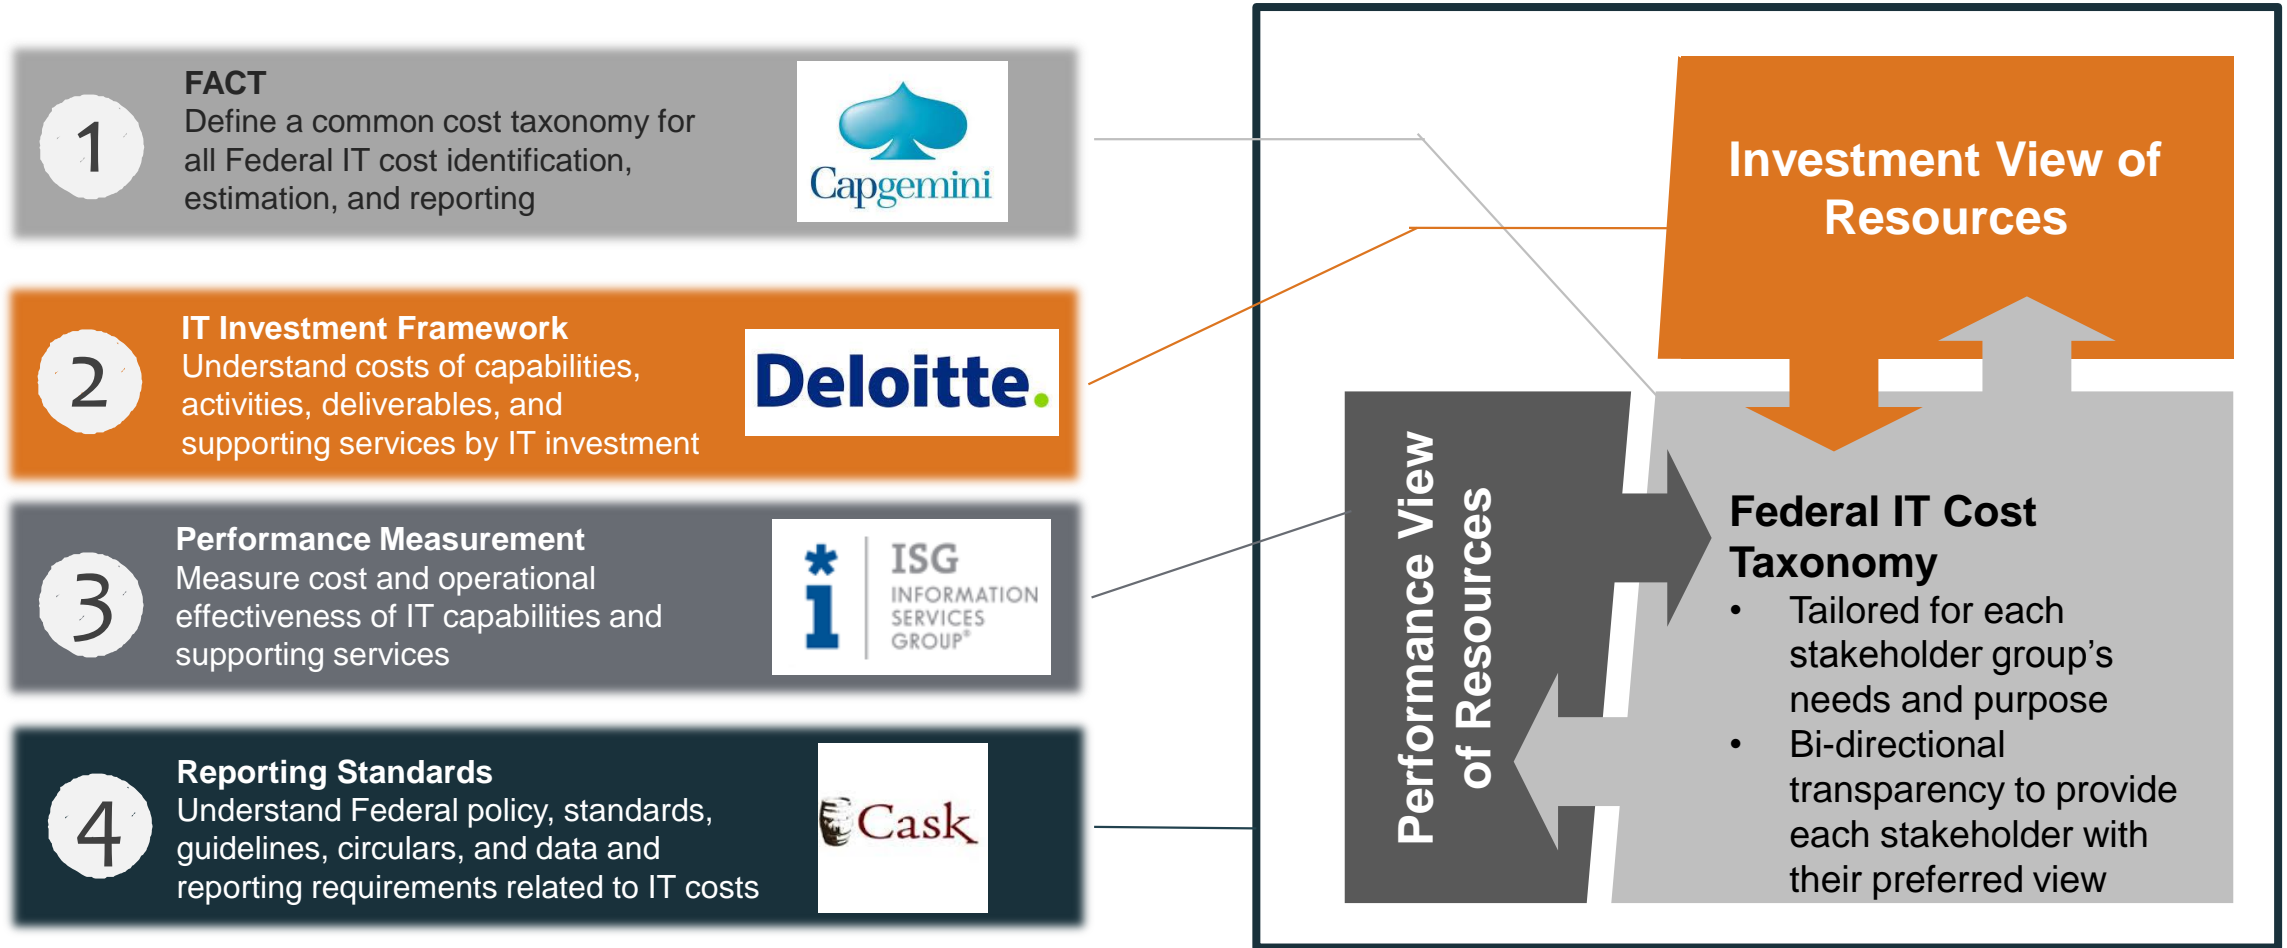 1
FACT
Define a common cost taxonomy for
all Federal IT cost identification,
estimation, and reporting
Capgemini
2
IT Investment Framework
Understand costs of capabilities,
activities, deliverables, and
supporting services by IT investment
Deloitte.
3
Performance Measurement
Measure cost and operational
effectiveness of IT capabilities and
supporting services
ISG
INFORMATION
SERVICES
GROUP®
4
Reporting Standards
Understand Federal policy, standards,
guidelines, circulars, and data and
reporting requirements related to IT costs
Cask
Investment View of
Resources
Performance View
of Resources
Federal IT Cost
Taxonomy
• Tailored for each
stakeholder group’s
needs and purpose
• Bi-directional
transparency to provide
each stakeholder with
their preferred view